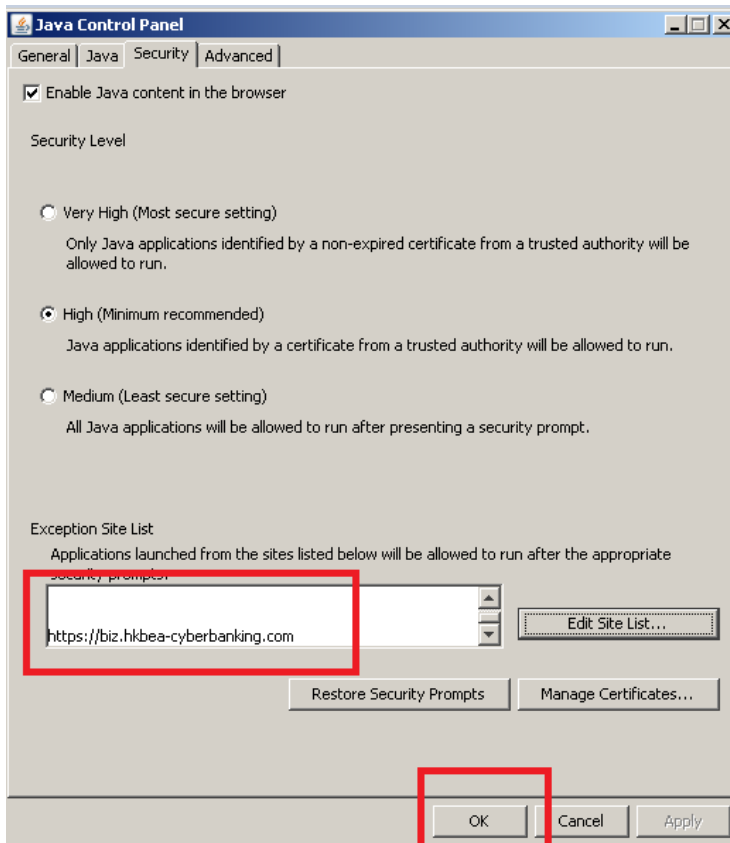 Java Control Panel
General Java Security Advanced
Enable Java content in the browser
Security Level
Very High (Most secure setting)
Only Java applications identified by a non-expired certificate from a trusted authority will be
allowed to run.
High (Minimum recommended)
Java applications identified by a certificate from a trusted authority will be allowed to run.
Medium (Least secure setting)
All Java applications will be allowed to run after presenting a security prompt.
Exception Site List
Applications launched from the sites listed below will be allowed to run after the appropriate
security prompts.
https://biz.hkbea-cyberbanking.com
Edit Site List...
Restore Security Prompts Manage Certificates...
OK Cancel Apply